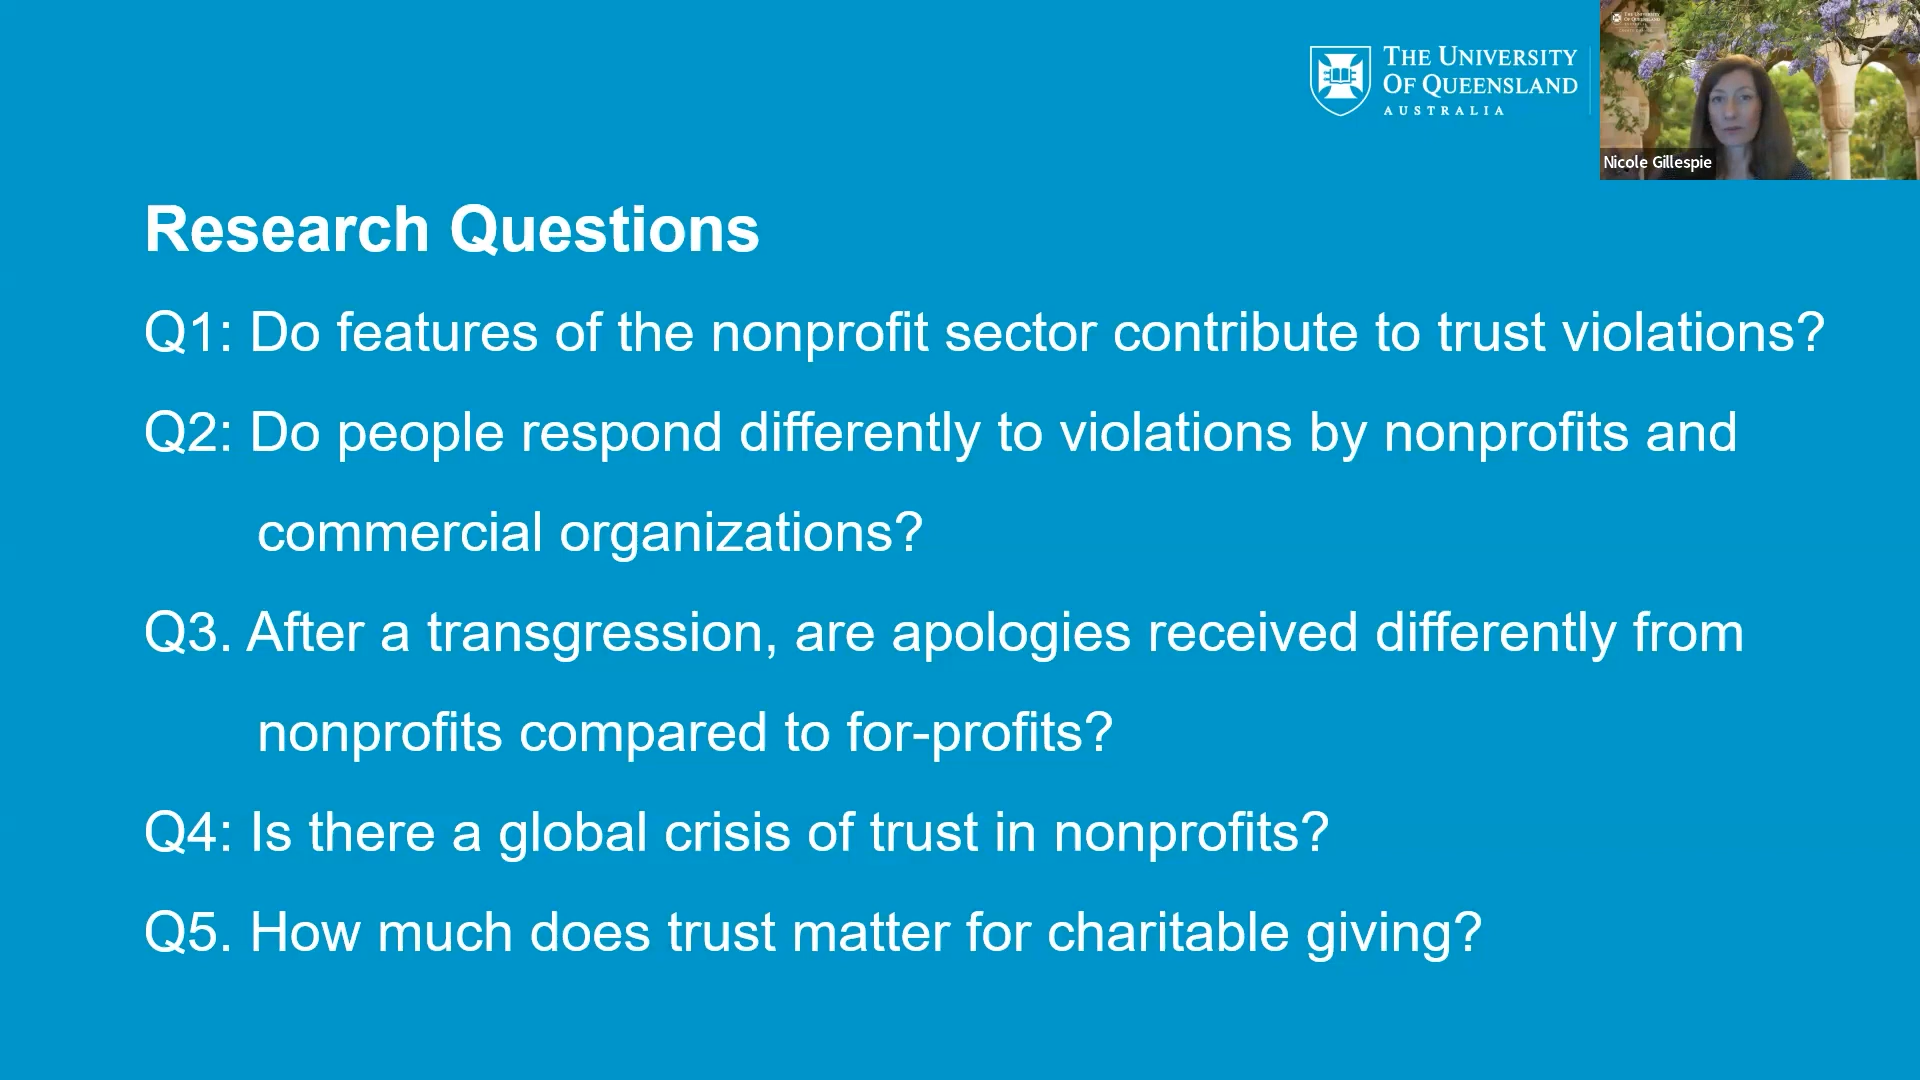 THE UNIVERSITY
OF QUEENSLAND
AUSTRALIA
Nicole Gillespie
Research Questions
Q1: Do features of the nonprofit sector contribute to trust violations?
Q2: Do people respond differently to violations by nonprofits and
commercial organizations?
Q3. After a transgression, are apologies received differently from
nonprofits compared to for-profits?
Q4: Is there a global crisis of trust in nonprofits?
Q5. How much does trust matter for charitable giving?